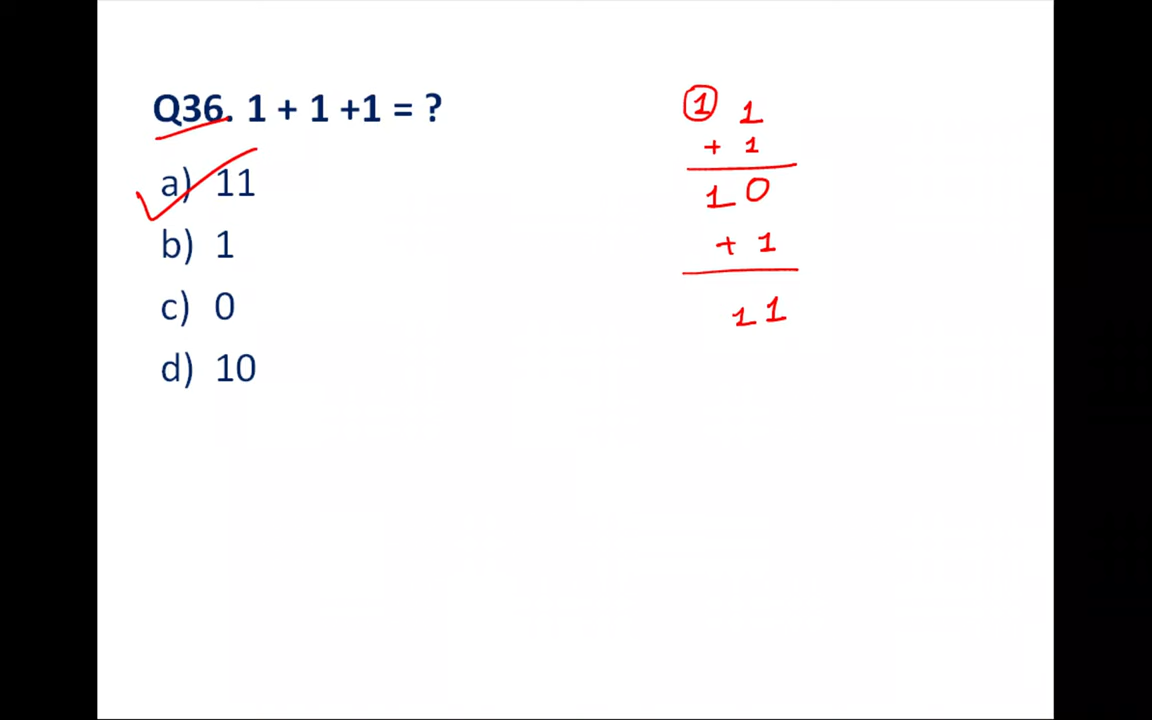 Q36. 1 + 1 +1 = ?
a) 11
b) 1
c) 0
d) 10
1 1
+ 1
1 0
+ 1
1 1